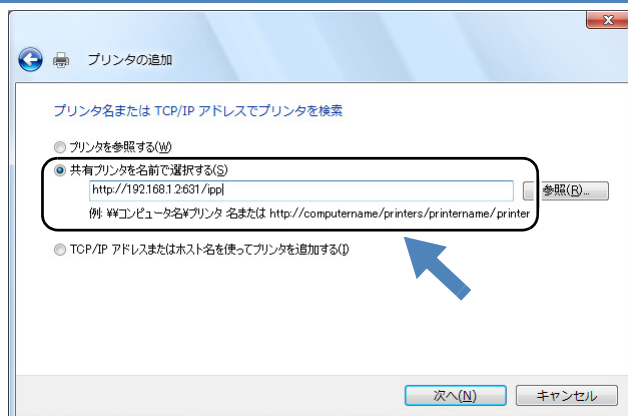 プリンタの追加
プリンタ名または TCP/IP アドレスでプリンタを検索
プリンタを参照する(W)
共有プリンタを名前で選択する(S)
http://192.168.1.2:631/ipp
参照(R)...
例: ¥¥コンピュータ名¥プリンタ名または http://computername/printers/printername/printer
TCP/IP アドレスまたはホスト名を使ってプリンタを追加する(I)
次へ(N)
キャンセル